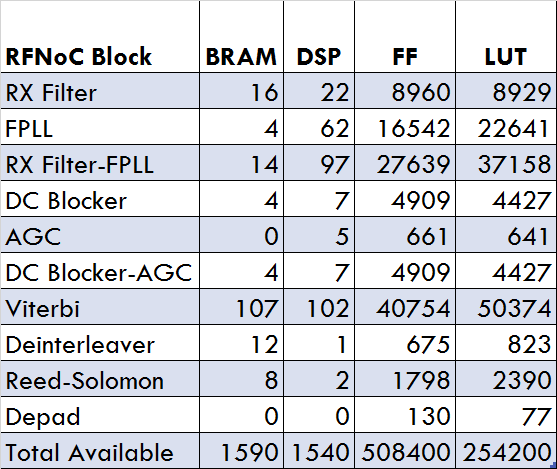 RFNoC Block BRAM DSP FF LUT
RX Filter 16 22 8960 8929
FPLL 4 62 16542 22641
RX Filter-FPLL 14 97 27639 37158
DC Blocker 4 7 4909 4427
AGC 0 5 661 641
DC Blocker-AGC 4 7 4909 4427
Viterbi 107 102 40754 50374
Deinterleaver 12 1 675 823
Reed-Solomon 8 2 1798 2390
Depad 0 0 130 77
Total Available 1590 1540 508400 254200